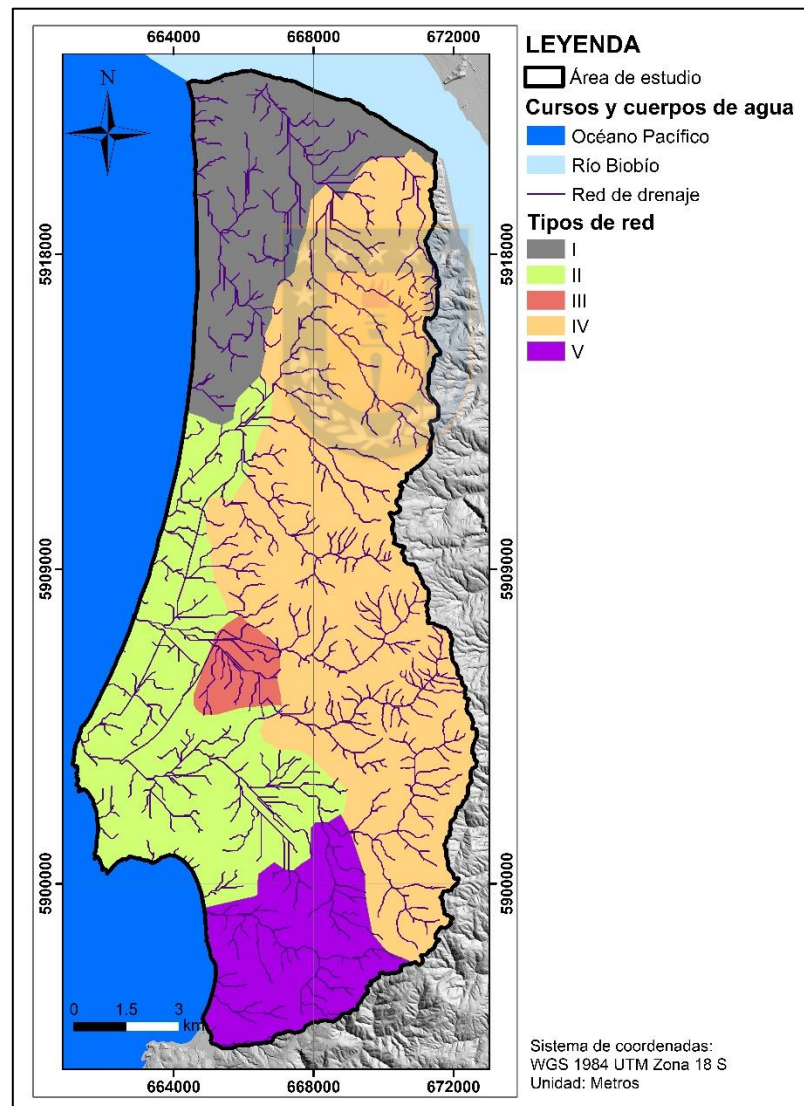 664000 668000 672000
N
5918000
5909000
5900000
0 1.5 3
km
664000 668000 672000
LEYENDA
Área de estudio
Cursos y cuerpos de agua
Océano Pacífico
Río Biobío
Red de drenaje
Tipos de red
I
II
III
IV
V
5918000
5909000
5900000
Sistema de coordenadas:
WGS 1984 UTM Zona 18 S
Unidad: Metros